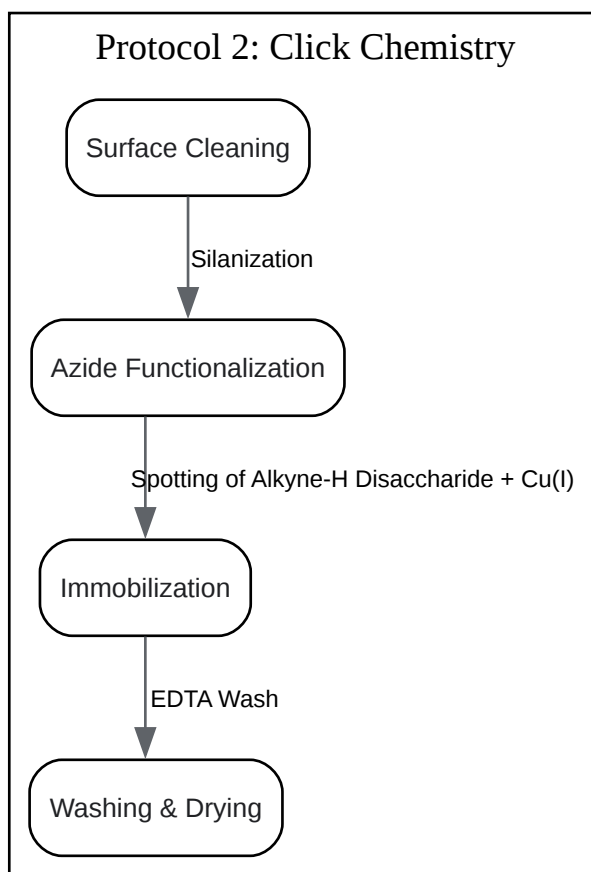 Protocol 2: Click Chemistry
Surface Cleaning
Silanization
Azide Functionalization
Spotting of Alkyne-H Disaccharide + Cu(I)
Immobilization
EDTA Wash
Washing & Drying